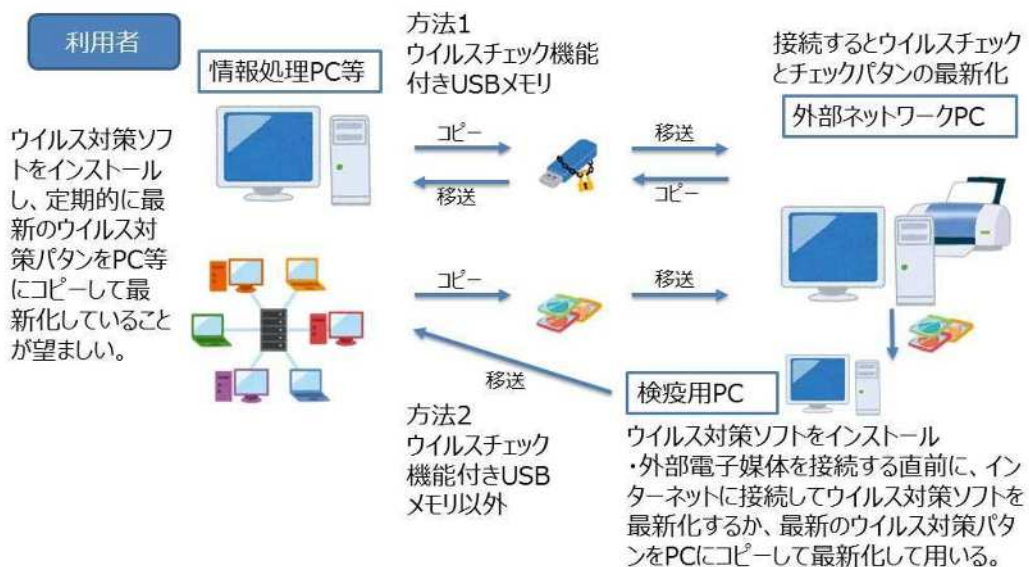 利用者
情報処理PC等
ウイルス対策ソフ
トをインストール
し、定期的に最
新のウイルス対
策パタンをPC等
にコピーして最
新化していること
が望ましい。
方法1
ウイルスチェック機能
付きUSBメモリ
コピー
移送
移送
コピー
接続するとウイルスチェック
とチェックパタンの最新化
外部ネットワークPC
コピー
移送
移送
方法2
ウイルスチェック
機能付きUSB
メモリ以外
検疫用PC
ウイルス対策ソフトをインストール
・外部電子媒体を接続する直前に、イン
ターネットに接続してウイルス対策ソフトを
最新化するか、最新のウイルス対策パタ
ンをPCにコピーして最新化して用いる。